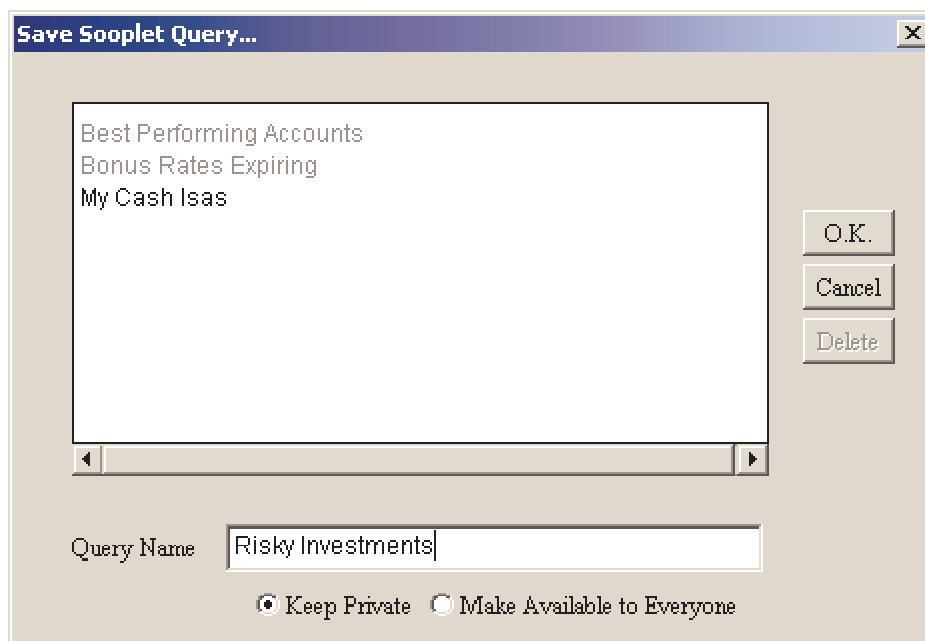 Save Sooplet Query...
Best Performing Accounts
Bonus Rates Expiring
My Cash Isas
O.K.
Cancel
Delete
Query Name
Risky Investments
Keep Private
Make Available to Everyone